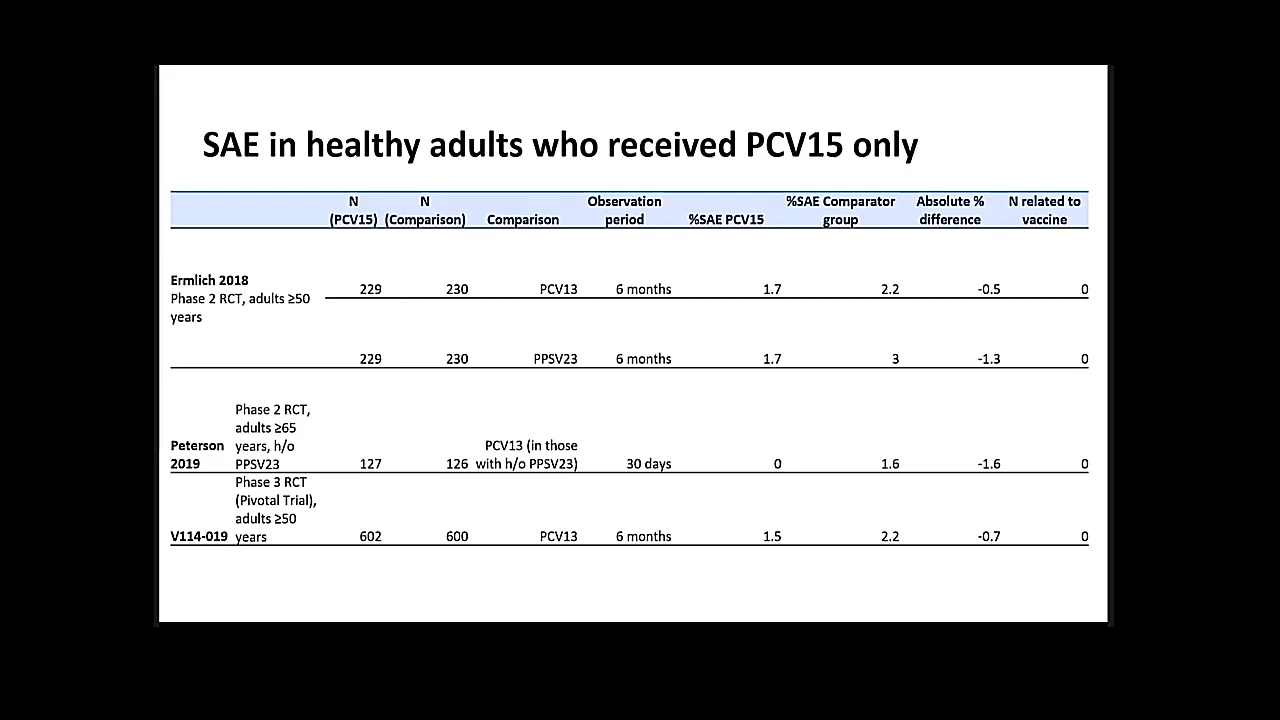 SAE in healthy adults who received PCV15 only
N (PCV15) N (Comparison) Comparison Observation period %SAE PCV15 %SAE Comparator group Absolute % difference N related to vaccine
Ermlich 2018
Phase 2 RCT, adults ≥50 years
229 230 PCV13 6 months 1.7 2.2 -0.5 0
229 230 PPSV23 6 months 1.7 3 -1.3 0
Peterson 2019 Phase 2 RCT, adults ≥65 years, h/o PPSV23 127 126 PCV13 (in those with h/o PPSV23) 30 days 0 1.6 -1.6 0
V114-019 Phase 3 RCT (Pivotal Trial), adults ≥50 years 602 600 PCV13 6 months 1.5 2.2 -0.7 0